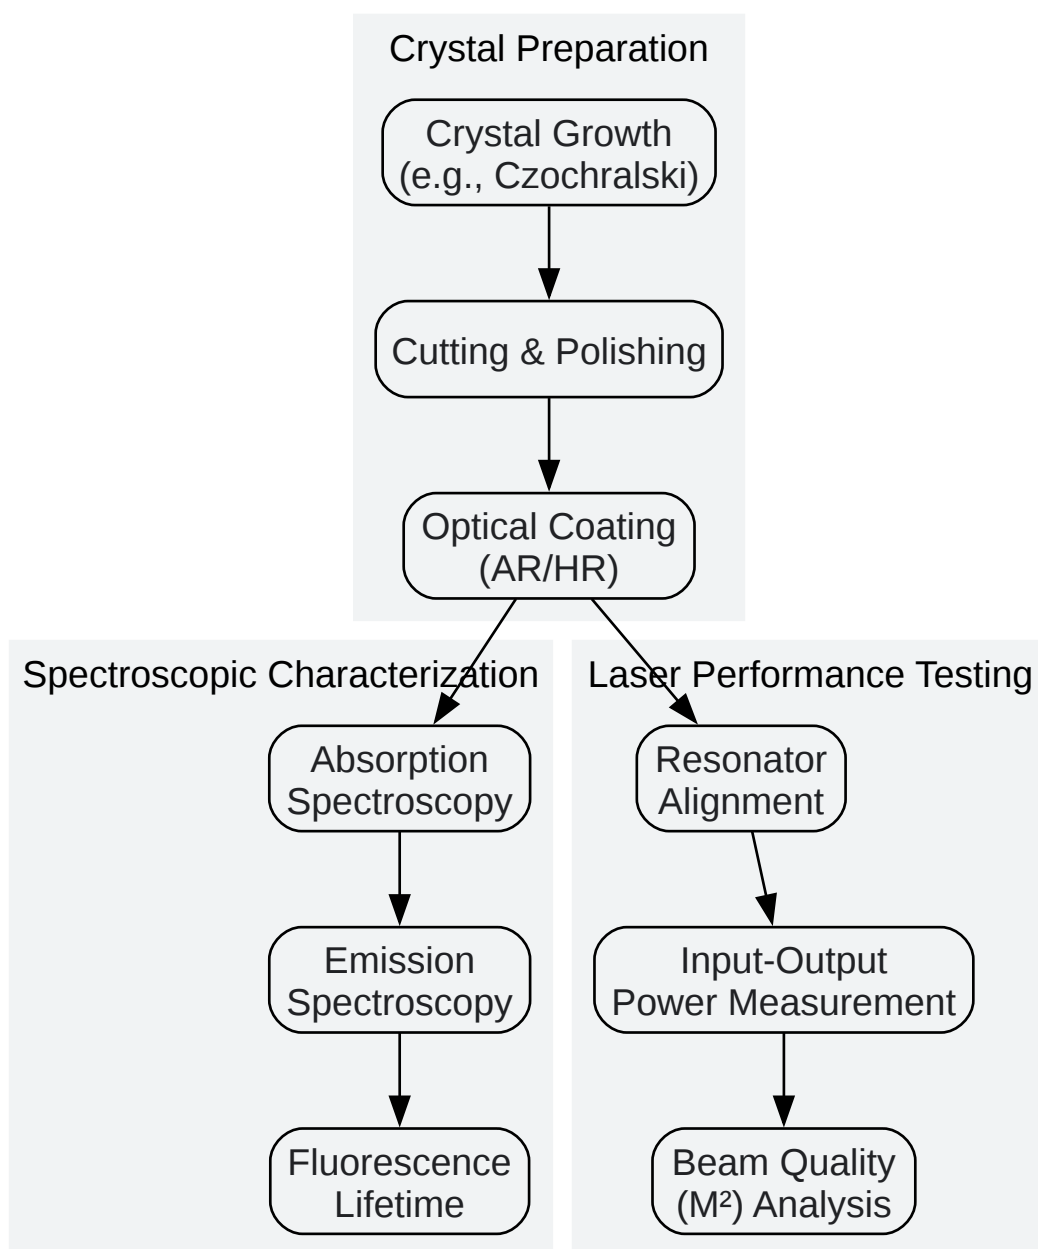 Crystal Preparation
Crystal Growth
(e.g., Czochralski)
Cutting & Polishing
Optical Coating
(AR/HR)
Spectroscopic Characterization
Absorption
Spectroscopy
Emission
Spectroscopy
Fluorescence
Lifetime
Laser Performance Testing
Resonator
Alignment
Input-Output
Power Measurement
Beam Quality
(M²) Analysis